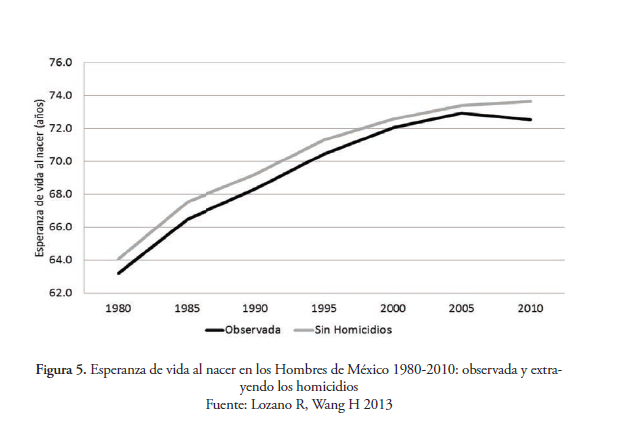 76.0
74.0
72.0
70.0
68.0
66.0
64.0
62.0
Esperanza de vida al nacer (años)
1980 1985 1990 1995 2000 2005 2010
Observada Sin Homicidios
Figura 5. Esperanza de vida al nacer en los Hombres de México 1980-2010: observada y extra-
yendo los homicidios
Fuente: Lozano R, Wang H 2013